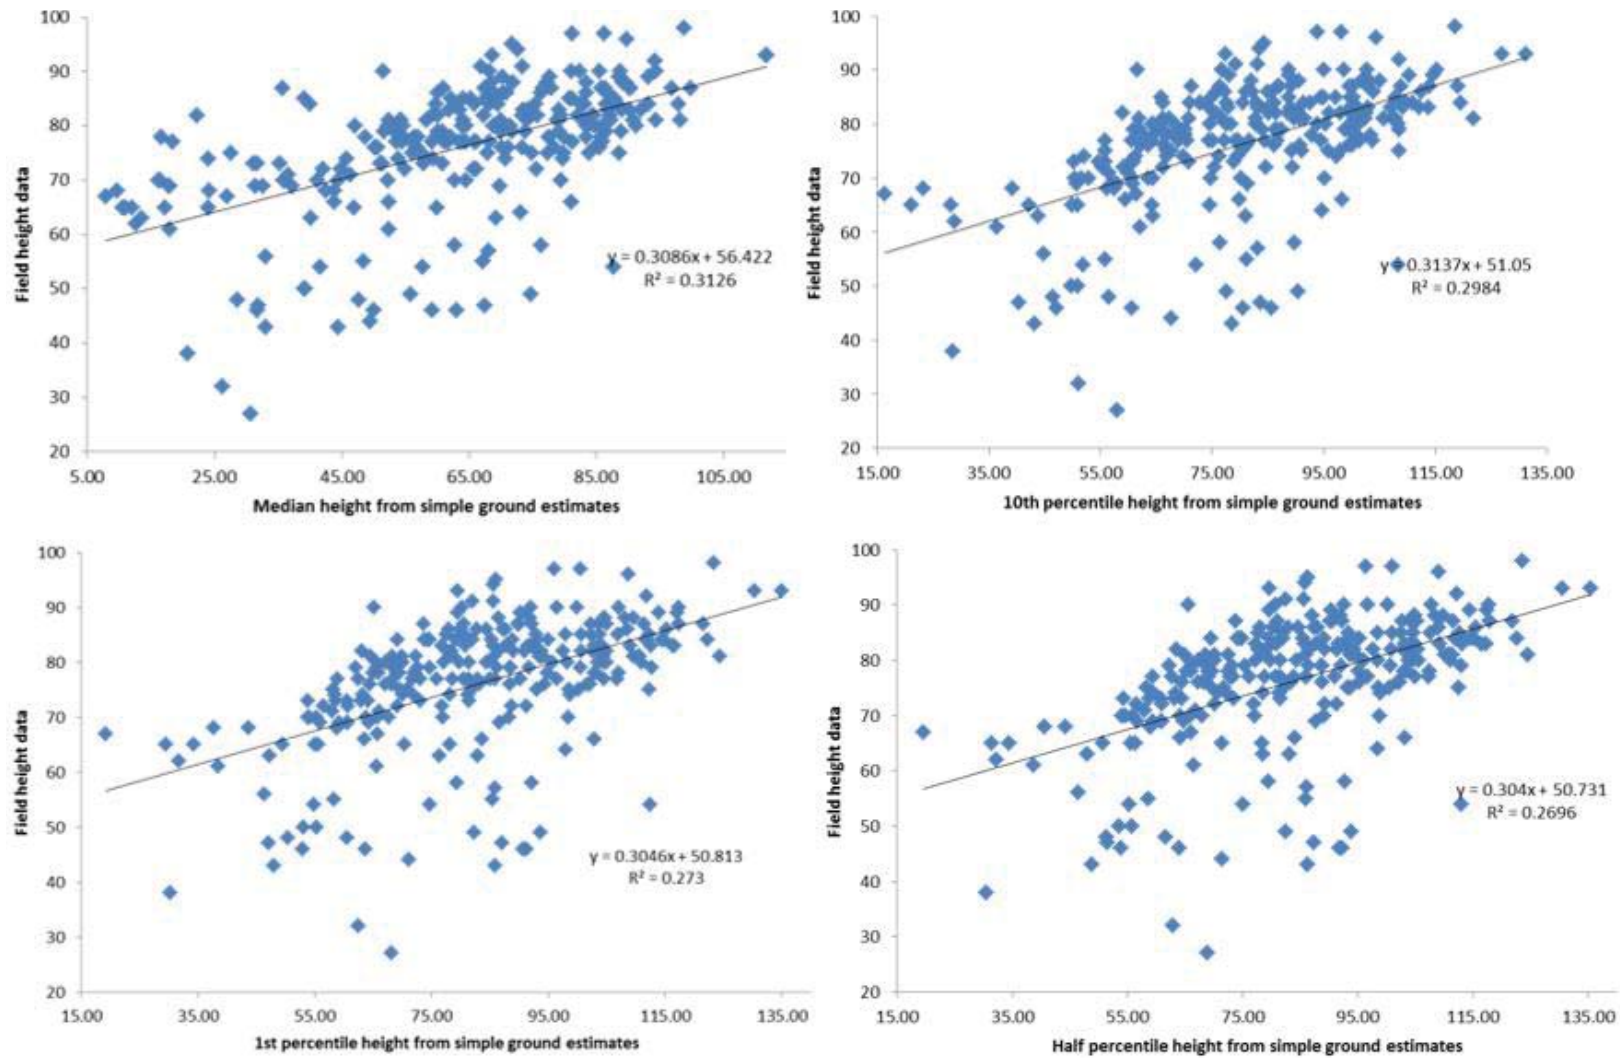 100
90
80
70
60
50
40
30
20
Field height data
5.00 25.00 45.00 65.00 85.00 105.00
Median height from simple ground estimates
y = 0.3086x + 56.422
R² = 0.3126
100
90
80
70
60
50
40
30
20
Field height data
15.00 35.00 55.00 75.00 95.00 115.00 135.00
10th percentile height from simple ground estimates
y = 0.3137x + 51.05
R² = 0.2984
100
90
80
70
60
50
40
30
20
Field height data
15.00 35.00 55.00 75.00 95.00 115.00 135.00
1st percentile height from simple ground estimates
y = 0.3046x + 50.813
R² = 0.273
100
90
80
70
60
50
40
30
20
Field height data
15.00 35.00 55.00 75.00 95.00 115.00 135.00
Half percentile height from simple ground estimates
y = 0.304x + 50.731
R² = 0.2696